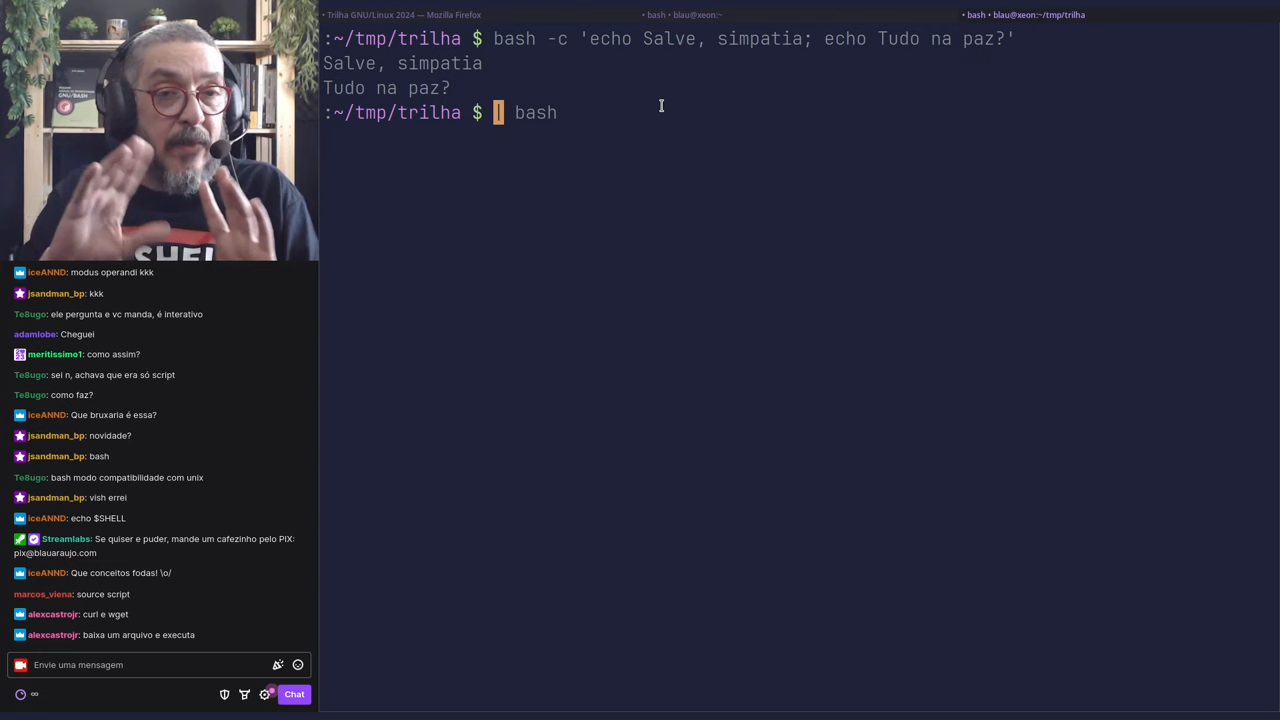 • Trilha GNU/Linux 2024 — Mozilla Firefox
• bash • blau@xeon:~
• bash • blau@xeon:~/tmp/trilha
:~/tmp/trilha $ bash -c 'echo Salve, simpatia; echo Tudo na paz?'
Salve, simpatia
Tudo na paz?
:~/tmp/trilha $ | bash
SHELL
iceANND: modus operandi kkk
jsandman_bp: kkk
Te8ugo: ele pergunta e vc manda, é interativo
adamlobe: Cheguei
meritissimo1: como assim?
Te8ugo: sei n, achava que era só script
Te8ugo: como faz?
iceANND: Que bruxaria é essa?
jsandman_bp: novidade?
jsandman_bp: bash
Te8ugo: bash modo compatibilidade com unix
jsandman_bp: vish errei
iceANND: echo $SHELL
Streamlabs: Se quiser e puder, mande um cafezinho pelo PIX:
pix@blauaraujo.com
iceANND: Que conceitos fodas! \o/
marcos_viena: source script
alexcastrojr: curl e wget
alexcastrojr: baixa um arquivo e executa
Envie uma mensagem
∞
Chat